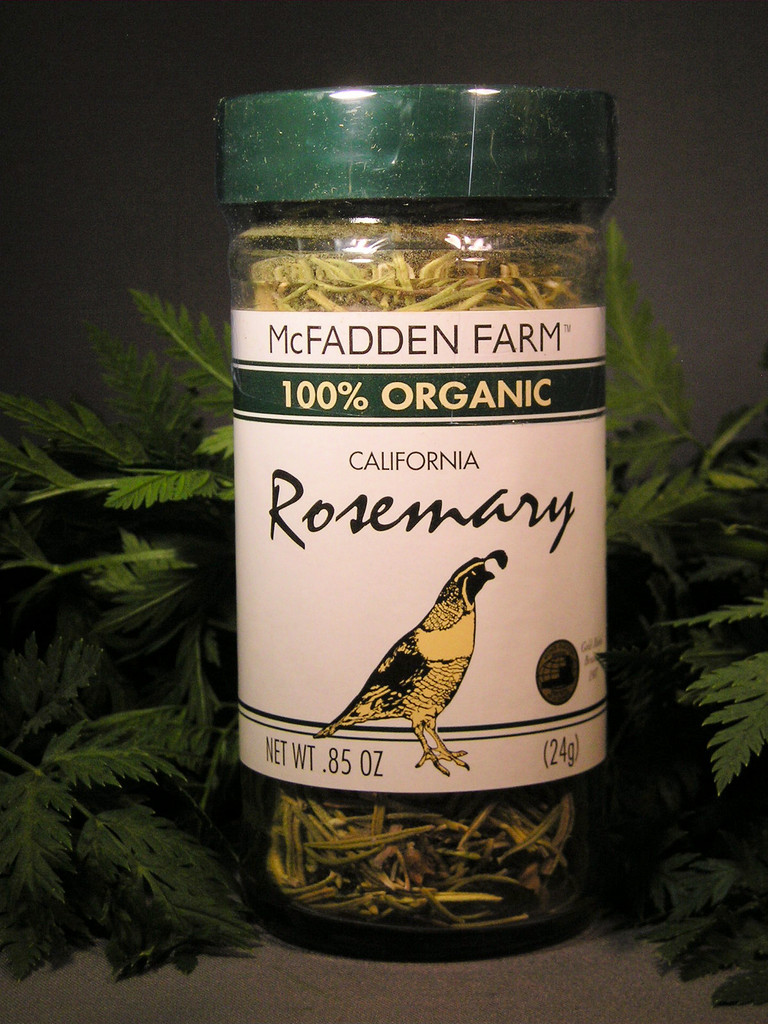 McFADDEN FARM™
100% ORGANIC
CALIFORNIA
Rosemary
NET WT .85 OZ (24g)